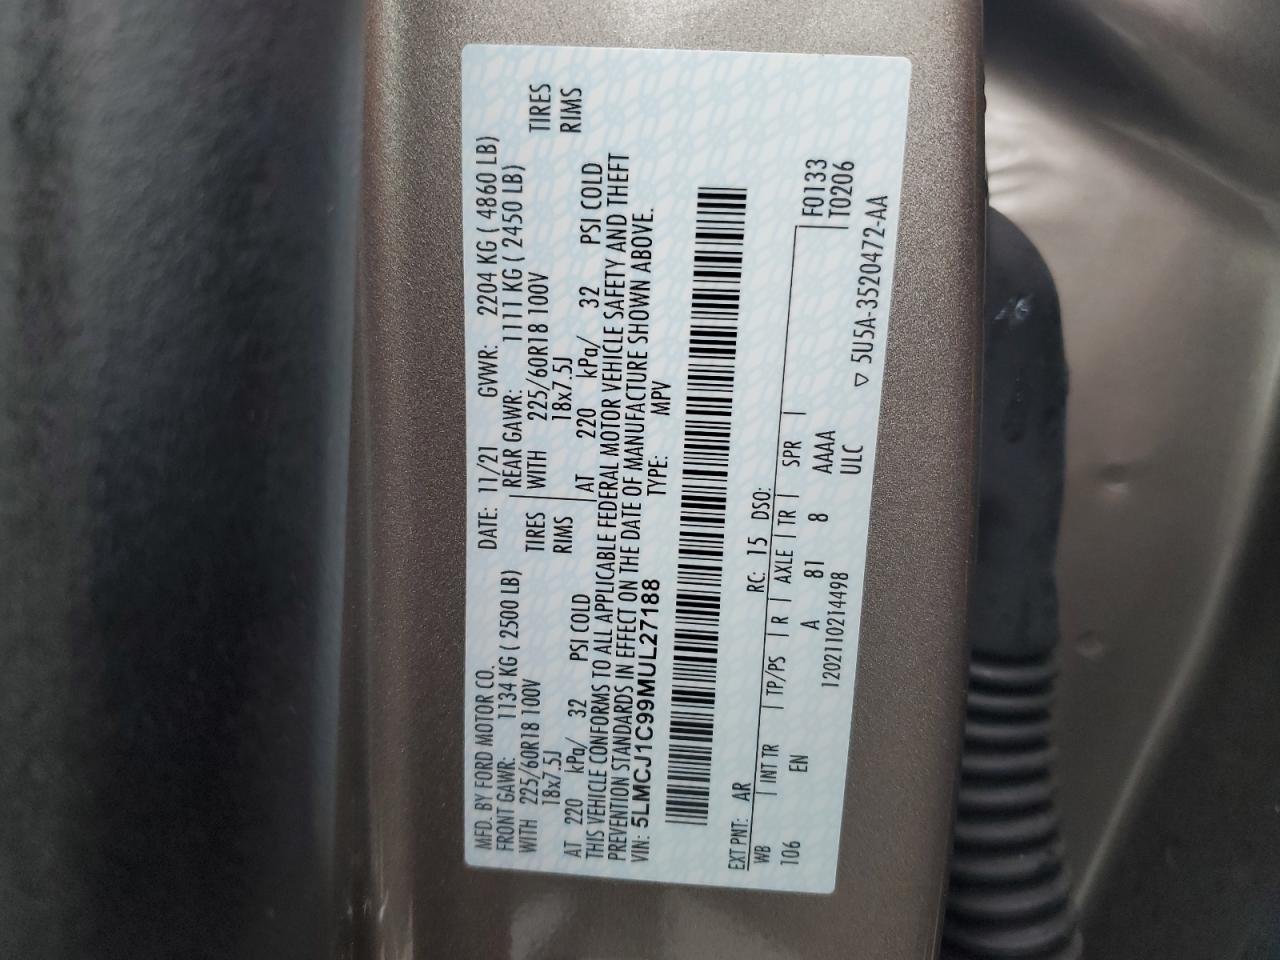 MFD. BY FORD MOTOR CO. DATE: 11/21 GVWR: 2204 KG ( 4860 LB)
FRONT GAWR: 1134 KG ( 2500 LB) REAR GAWR: 1111 KG ( 2450 LB)
WITH 225/60R18 100V TIRES WITH 225/60R18 100V TIRES
18x7.5J RIMS 18x7.5J RIMS
AT 220 kPa/ 32 PSI COLD AT 220 kPa/ 32 PSI COLD
THIS VEHICLE CONFORMS TO ALL APPLICABLE FEDERAL MOTOR VEHICLE SAFETY AND THEFT
PREVENTION STANDARDS IN EFFECT ON THE DATE OF MANUFACTURE SHOWN ABOVE.
VIN: 5LMCJ1C99MUL27188 TYPE: MPV
EXT PNT: AR RC: 15 DSO:
WB | INT TR | TP/PS | R | AXLE | TR | SPR | F0133
106 EN A 81 8 AAAA T0206
1202110214498 ULC
▽ 5U5A-3520472-AA